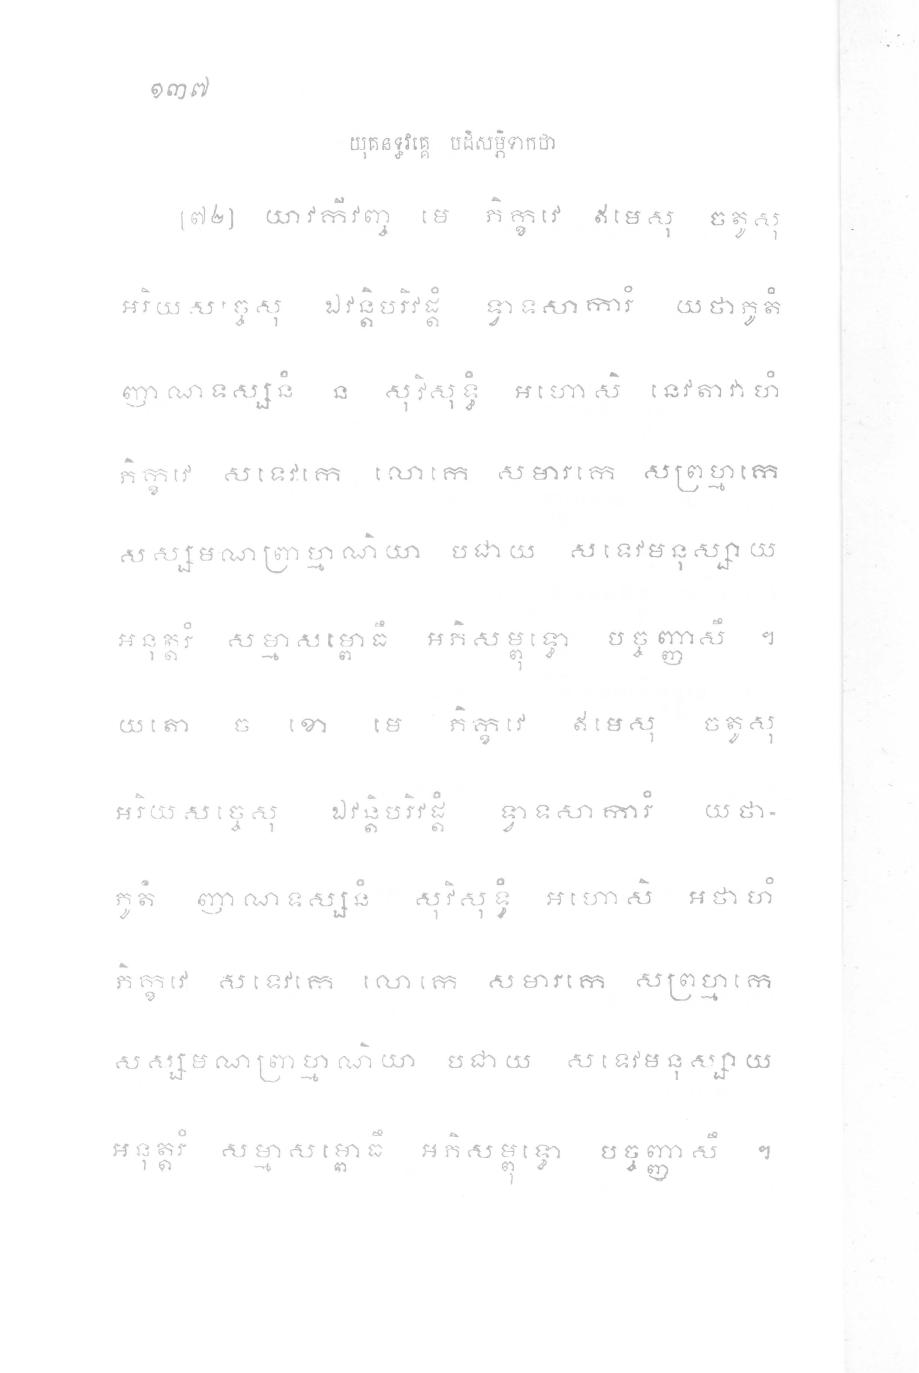 ១៣៧
យុគនទ្ធវគ្គេ បដិសម្ភិទាកថា
[៧៤] យាវកីវញ្ច មេ ភិក្ខវេ ឥមេសុ ចតូសុ
អរិយសច្ចេសុ ឯវន្តិបរិវដ្តំ ទ្វាទសាការំ យថាភូតំ
ញាណទស្សនំ ន សុវិសុទ្ធំ អហោសិ នេវតាវាហំ
ភិក្ខវេ សទេវកេ លោកេ សមារកេ សព្រហ្មកេ
សស្សមណព្រាហ្មណិយា បជាយ សទេវមនុស្សាយ
អនុត្តរំ សម្មាសម្ពោធឹ អភិសម្ពុទ្ធោ បច្ចញ្ញាសឹ ។
យតោ ច ខោ មេ ភិក្ខវេ ឥមេសុ ចតូសុ
អរិយសច្ចេសុ ឯវន្តិបរិវដ្តំ ទ្វាទសាការំ យថា-
ភូតំ ញាណទស្សនំ សុវិសុទ្ធំ អហោសិ អថាហំ
ភិក្ខវេ សទេវកេ លោកេ សមារកេ សព្រហ្មកេ
សស្សមណព្រាហ្មណិយា បជាយ សទេវមនុស្សាយ
អនុត្តរំ សម្មាសម្ពោធឹ អភិសម្ពុទ្ធោ បច្ចញ្ញាសឹ ។